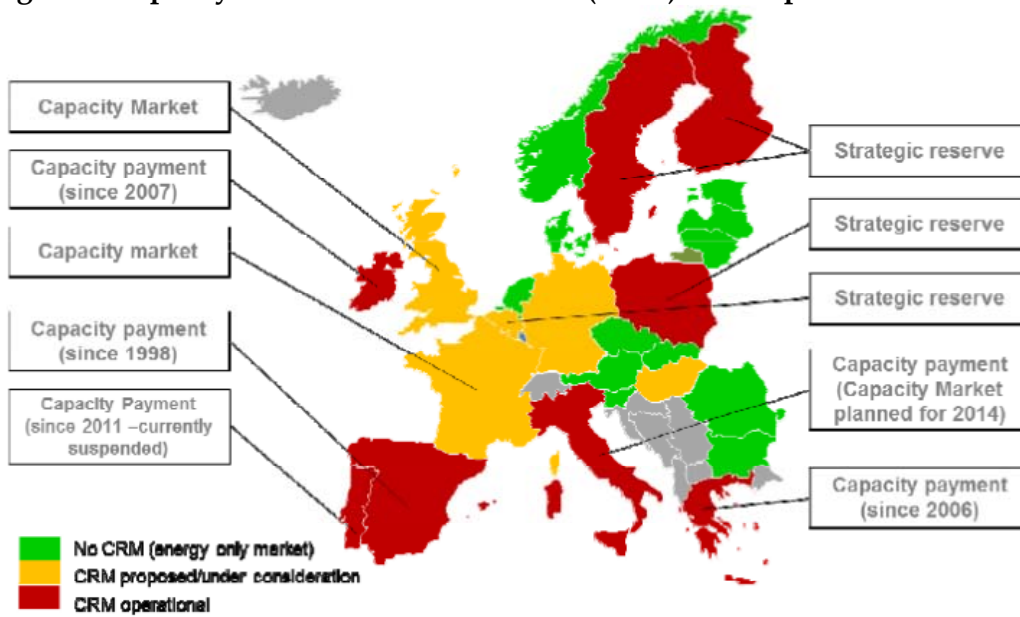 Capacity Market
Capacity payment
(since 2007)
Capacity market
Capacity payment
(since 1998)
Capacity Payment
(since 2011 –currently
suspended)
Strategic reserve
Strategic reserve
Strategic reserve
Capacity payment
(Capacity Market
planned for 2014)
Capacity payment
(since 2006)
No CRM (energy only market)
CRM proposed/under consideration
CRM operational